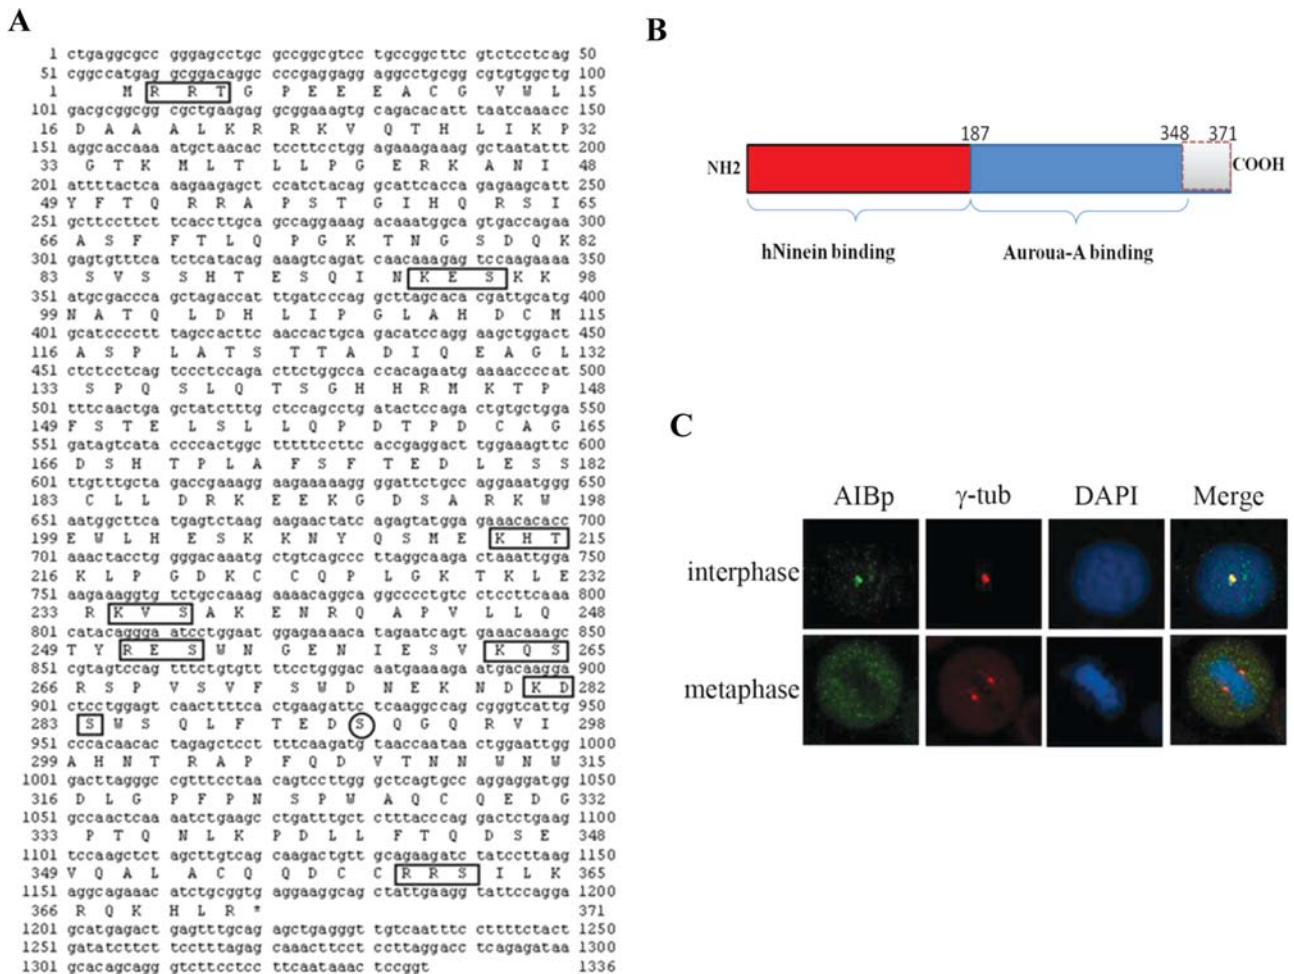 A
1 ctgaggcgcc gggagcctgc gccggcgtcc tgccggcttc gtctcctcag 50
51 cggccatgag gcggacaggc cccgaggagg aggcctgcgg cgtgtggctg 100
1 M R R T G P E E E A C G V W L 15
101 gacgcggcgg cgctgaagag gcggaaagtg cagacacatt taatcaaacc 150
16 D A A A L K R R K V Q T H L I K P 32
151 aggcaccaaa atgctaacac tccttcctgg agaaagaaag gctaatattt 200
33 G T K M L T L L P G E R K A N I 48
201 attttactca aagaagagct ccatctacag gcattcacca gagaagcatt 250
49 Y F T Q R R A P S T G I H Q R S I 65
251 gcttccttct tcaccttgca gccaggaaag acaaatggca gtgaccagaa 300
66 A S F F T L Q P G K T N G S D Q K 82
301 gagtgtttca tctcatacag aaagtcagat caacaaagag tccaagaaaa 350
83 S V S S H T E S Q I N K E S K K 98
351 atgcgaccca gctagaccat ttgatcccag gcttagcaca cgattgcatg 400
99 N A T Q L D H L I P G L A H D C M 115
401 gcatccccctt tagccacttc aaccactgca gacatccagg aagctggact 450
116 A S P L A T S T T A D I Q E A G L 132
451 ctctcctcag tccctccaga cttctggcca ccacagaatg aaaaccccat 500
133 S P Q S L Q T S G H H R M K T P 148
501 tttcaactga gctatctttg ctccagcctg atactccaga ctgtgctgga 550
149 F S T E L S L L Q P D T P D C A G 165
551 gatagtcata ccccactggc tttttccttc accgaggact tggaaagttc 600
166 D S H T P L A F S F T E D L E S S 182
601 ttgtttgcta gaccgaaagg aagaaaaagg ggattctgcc aggaaatggg 650
183 C L L D R K E E K G D S A R K W 198
651 aatggcttca tgagtctaag aagaactatc agagtatgga gaaacacacc 700
199 E W L H E S K K N Y Q S M E K H T 215
701 aaactacctg gggacaaatg ctgtcagccc ttaggcaaga ctaaattgga 750
216 K L P G D K C C Q P L G K T K L E 232
751 aagaaaggtg tctgccaaag aaaacaggca ggcccctgtc ctccttcaaa 800
233 R K V S A K E N R Q A P V L L Q 248
801 catacaggga atcctggaat ggagaaaaca tagaatcagt gaaacaaagc 850
249 T Y R E S W N G E N I E S V K Q S 265
851 cgtagtccag tttctgtgtt ttcctgggac aatgaaaaga atgacaagga 900
266 R S P V S V F S W D N E K N D K D 282
901 ctcctggagt caacttttca ctgaagattc tcaaggccag cgggtcattg 950
283 S W S Q L F T E D S Q G Q R V I 298
951 cccacaacac tagagctcct tttcaagatg taaccaataa ctggaattgg 1000
299 A H N T R A P F Q D V T N N W N W 315
1001 gacttagggc cgtttcctaa cagtccttgg gctcagtgcc aggaggatgg 1050
316 D L G P F P N S P W A Q C Q E D G 332
1051 gccaactcaa aatctgaagc ctgatttgct ctttacccag gactctgaag 1100
333 P T Q N L K P D L L F T Q D S E 348
1101 tccaagctct agcttgtcag caagactgtt gcagaagatc tatccttaag 1150
349 V Q A L A C Q Q D C C R R S I L K 365
1151 aggcagaaac atctgcggtg aggaaggcag ctattgaagg tattccagga 1200
366 R Q K H L R * 371
1201 gcatgagact gagtttgcag agctgagggt tgtcaatttc cttttctact 1250
1251 gatatcttct tcctttagag caaacttcct ccttaggacc tcagagataa 1300
1301 gcacagcagg gtcttcctcc ttcaataaac tccggt 1336
B
187 348 371
NH2 COOH
hNinein binding Auroua-A binding
C
AIBp γ-tub DAPI Merge
interphase
metaphase